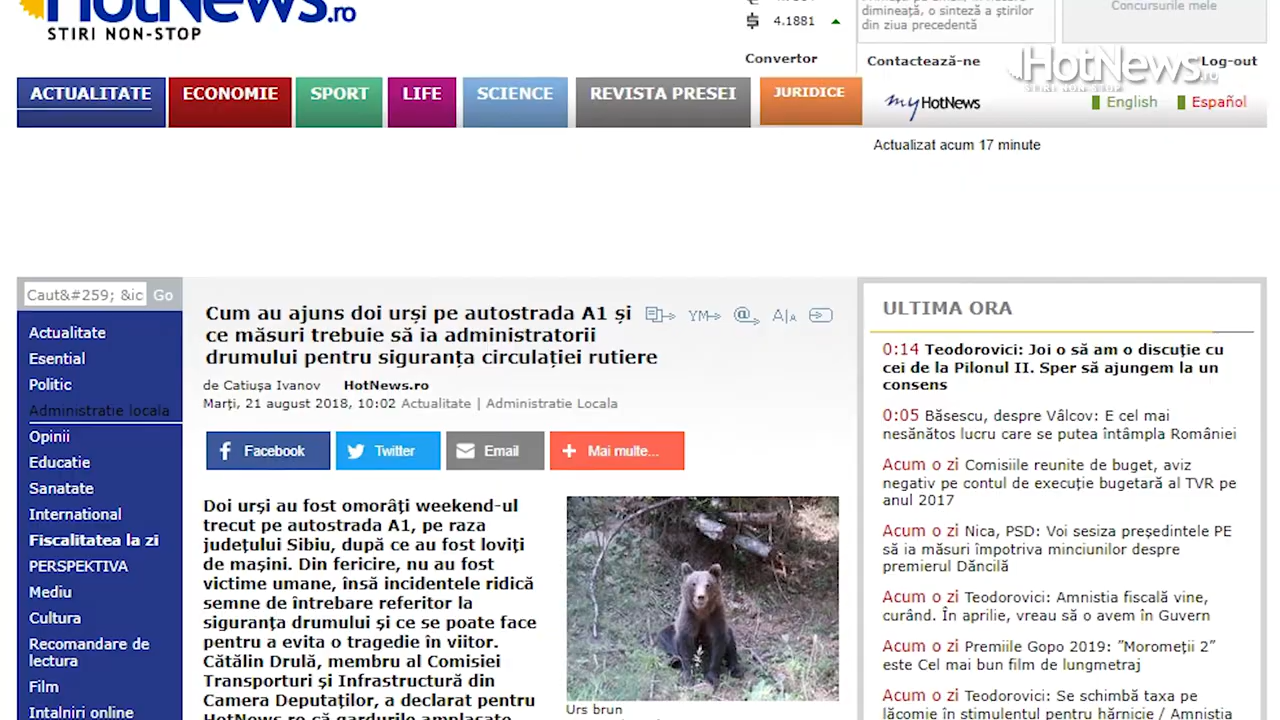 HotNews.ro
STIRI NON-STOP
$ 4.1881
Convertor
dimineață, o sinteză a știrilor
din ziua precedentă
Concursurile mele
Contactează-ne
Log-out
HotNews.ro
STIRI NON-STOP
ACTUALITATE
ECONOMIE
SPORT
LIFE
SCIENCE
REVISTA PRESEI
JURIDICE
my HotNews
English
Español
Actualizat acum 17 minute
Caut&#259; &ic
Go
Actualitate
Esential
Politic
Administratie locala
Opinii
Educatie
Sanatate
International
Fiscalitatea la zi
PERSPEKTIVA
Mediu
Cultura
Recomandare de
lectura
Film
Intalniri online
Cum au ajuns doi urși pe autostrada A1 și
ce măsuri trebuie să ia administratorii
drumului pentru siguranța circulației rutiere
YM
@
A|A
de Catiușa Ivanov HotNews.ro
Marți, 21 august 2018, 10:02 Actualitate | Administratie Locala
Facebook
Twitter
Email
Mai multe...
Doi urși au fost omorâți weekend-ul
trecut pe autostrada A1, pe raza
județului Sibiu, după ce au fost loviți
de mașini. Din fericire, nu au fost
victime umane, însă incidentele ridică
semne de întrebare referitor la
siguranța drumului și ce se poate face
pentru a evita o tragedie în viitor.
Cătălin Drulă, membru al Comisiei
Transporturi și Infrastructură din
Camera Deputaților, a declarat pentru
HotNews.ro că gardurile amplasate
Urs brun
ULTIMA ORA
0:14 Teodorovici: Joi o să am o discuție cu
cei de la Pilonul II. Sper să ajungem la un
consens
0:05 Băsescu, despre Vâlcov: E cel mai
nesănătos lucru care se putea întâmpla României
Acum o zi Comisiile reunite de buget, aviz
negativ pe contul de execuție bugetară al TVR pe
anul 2017
Acum o zi Nica, PSD: Voi sesiza președintele PE
să ia măsuri împotriva minciunilor despre
premierul Dăncilă
Acum o zi Teodorovici: Amnistia fiscală vine,
curând. În aprilie, vreau să o avem în Guvern
Acum o zi Premiile Gopo 2019: ”Moromeții 2”
este Cel mai bun film de lungmetraj
Acum o zi Teodorovici: Se schimbă taxa pe
lăcomie în stimulentul pentru hărnicie / Amnistia